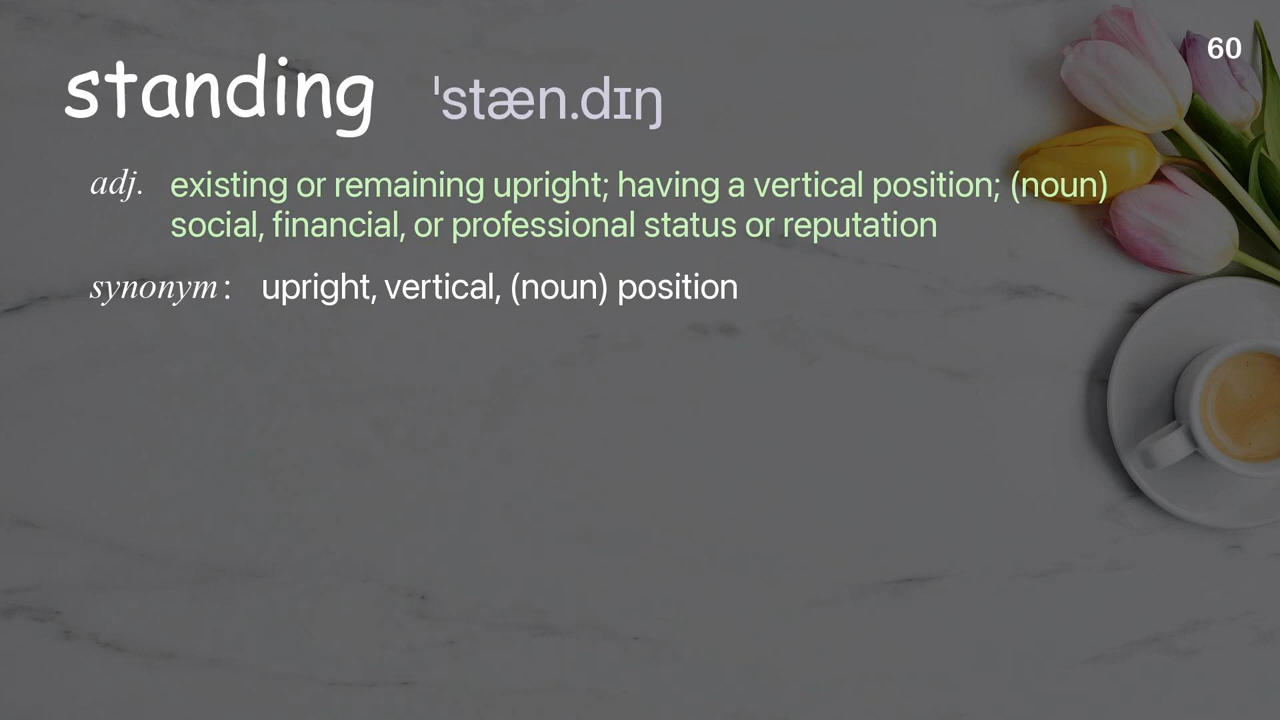 60
standing ˈstæn.dɪŋ
adj. existing or remaining upright; having a vertical position; (noun)
social, financial, or professional status or reputation
synonym: upright, vertical, (noun) position